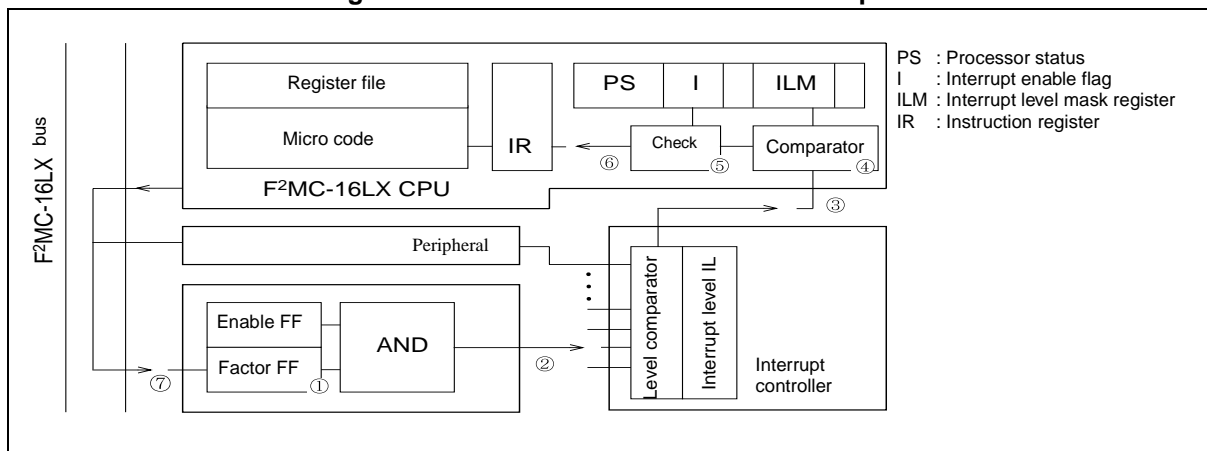 PS : Processor status
I : Interrupt enable flag
ILM : Interrupt level mask register
IR : Instruction register
F²MC-16LX bus
Register file
Micro code
IR
PS I ILM
Check
Comparator
⑥
⑤
④
F²MC-16LX CPU
③
Peripheral
Enable FF
Factor FF
AND
①
②
⑦
Level comparator
Interrupt level IL
Interrupt
controller